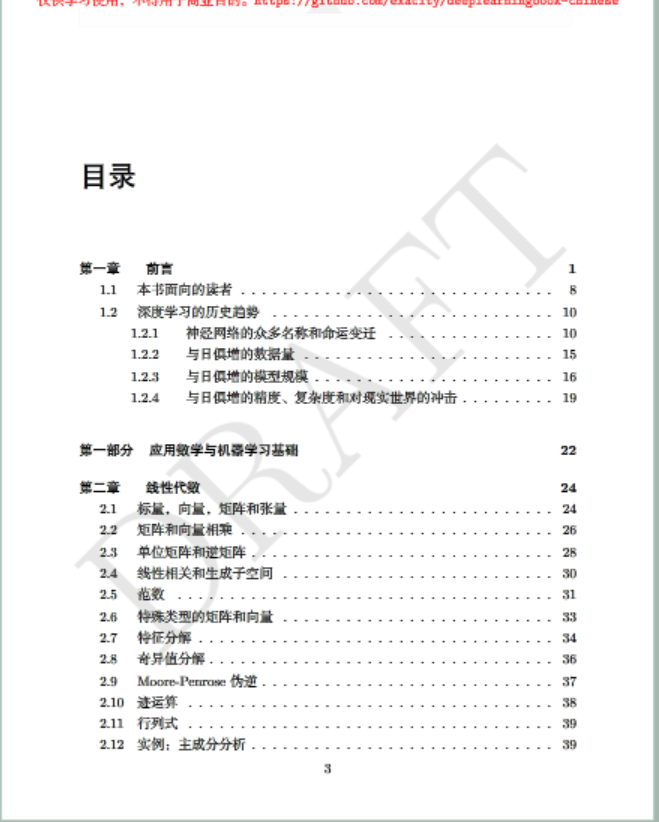 仅供学习使用，不得用于商业目的。https://github.com/exacity/deeplearningbook-chinese
目录
第一章 前言 1
1.1 本书面向的读者 . . . . . . . . . . . . . . . . . . . . . . . . . . . . 8
1.2 深度学习的历史趋势 . . . . . . . . . . . . . . . . . . . . . . . . . . 10
1.2.1 神经网络的众多名称和命运变迁 . . . . . . . . . . . . . . . 10
1.2.2 与日俱增的数据量 . . . . . . . . . . . . . . . . . . . . . . 15
1.2.3 与日俱增的模型规模 . . . . . . . . . . . . . . . . . . . . . 16
1.2.4 与日俱增的精度、复杂度和对现实世界的冲击 . . . . . . . . 19
第一部分 应用数学与机器学习基础 22
第二章 线性代数 24
2.1 标量，向量，矩阵和张量 . . . . . . . . . . . . . . . . . . . . . . . . 24
2.2 矩阵和向量相乘 . . . . . . . . . . . . . . . . . . . . . . . . . . . . 26
2.3 单位矩阵和逆矩阵 . . . . . . . . . . . . . . . . . . . . . . . . . . . 28
2.4 线性相关和生成子空间 . . . . . . . . . . . . . . . . . . . . . . . . . 30
2.5 范数 . . . . . . . . . . . . . . . . . . . . . . . . . . . . . . . . . 31
2.6 特殊类型的矩阵和向量 . . . . . . . . . . . . . . . . . . . . . . . . . 33
2.7 特征分解 . . . . . . . . . . . . . . . . . . . . . . . . . . . . . . . 34
2.8 奇异值分解 . . . . . . . . . . . . . . . . . . . . . . . . . . . . . . 36
2.9 Moore-Penrose 伪逆 . . . . . . . . . . . . . . . . . . . . . . . . . . 37
2.10 迹运算 . . . . . . . . . . . . . . . . . . . . . . . . . . . . . . . . 38
2.11 行列式 . . . . . . . . . . . . . . . . . . . . . . . . . . . . . . . . 39
2.12 实例：主成分分析 . . . . . . . . . . . . . . . . . . . . . . . . . . . 39
3
DRAFT